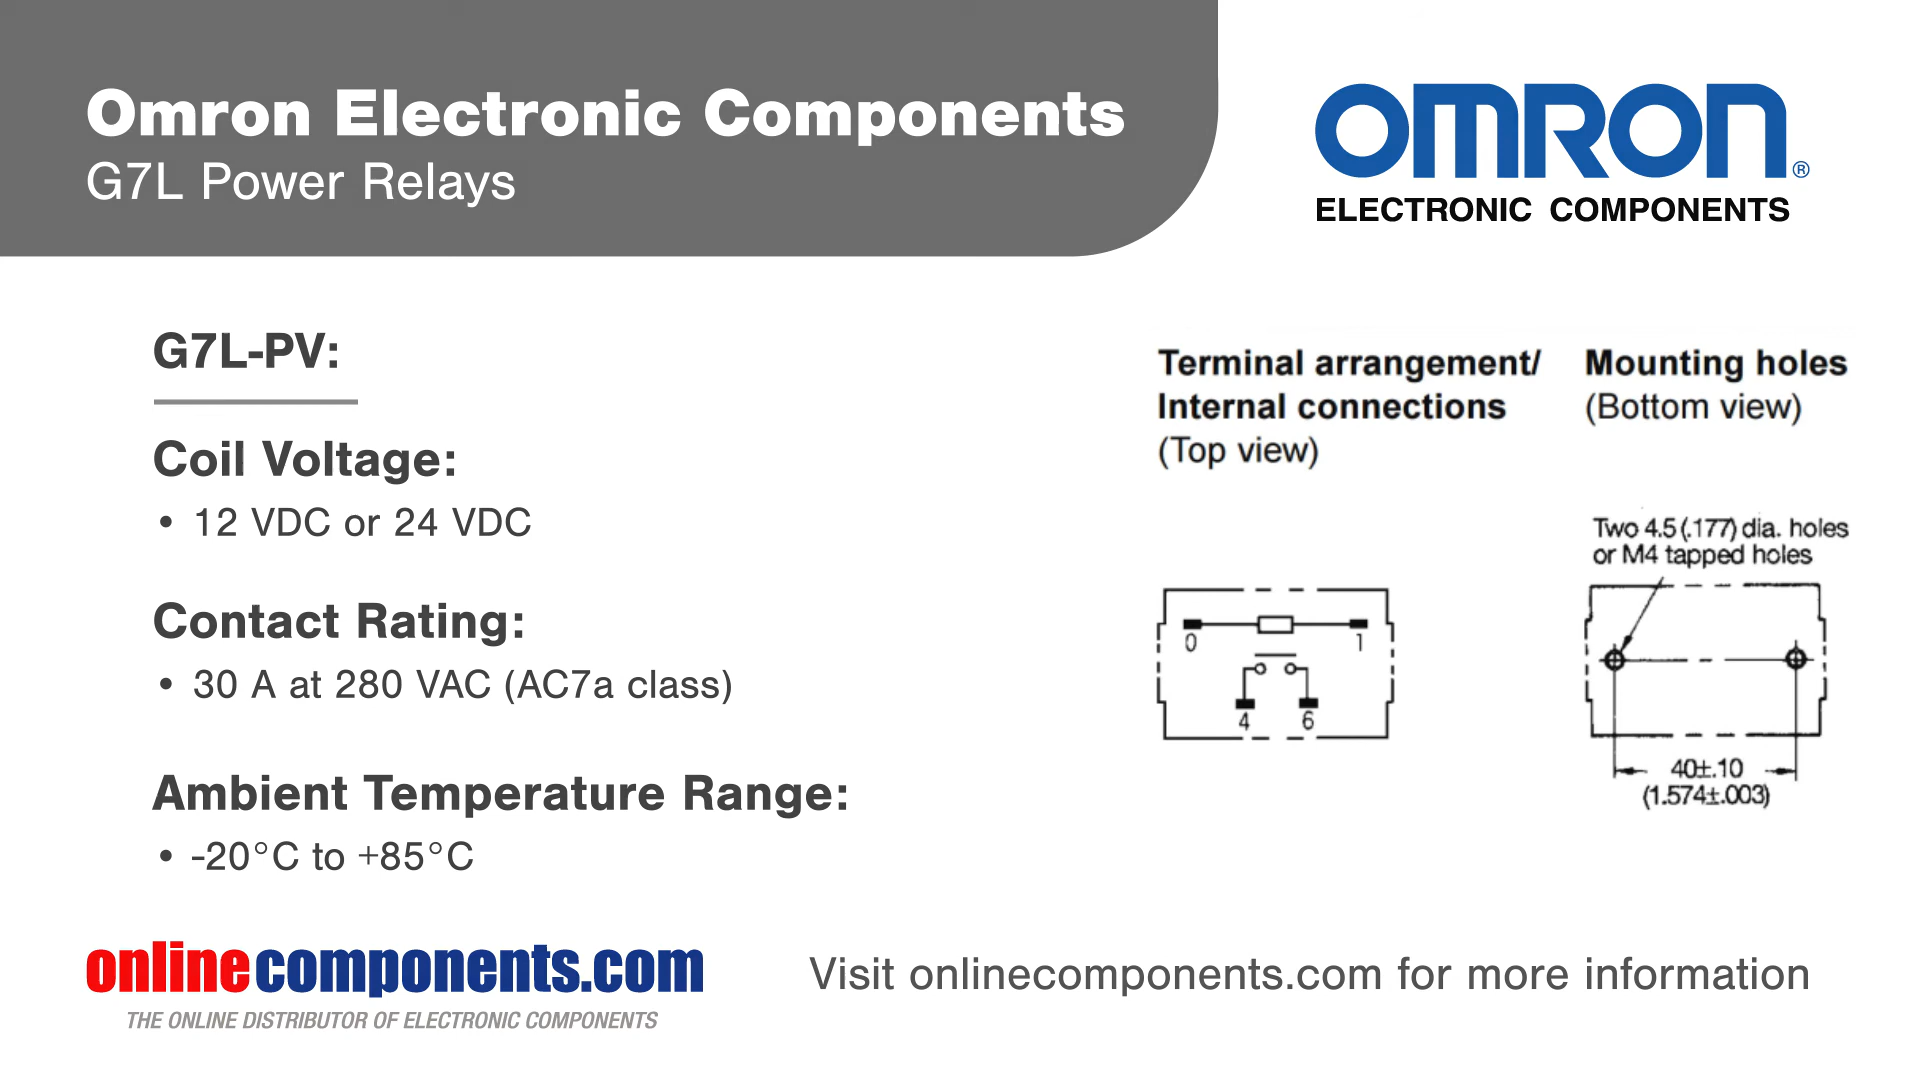 Omron Electronic Components
G7L Power Relays
OMRON®
ELECTRONIC COMPONENTS
G7L-PV:
Coil Voltage:
• 12 VDC or 24 VDC
Contact Rating:
• 30 A at 280 VAC (AC7a class)
Ambient Temperature Range:
• -20°C to +85°C
Terminal arrangement/
Internal connections
(Top view)
0 1
4 6
Mounting holes
(Bottom view)
Two 4.5 (.177) dia. holes
or M4 tapped holes
40±.10
(1.574±.003)
onlinecomponents.com
THE ONLINE DISTRIBUTOR OF ELECTRONIC COMPONENTS
Visit onlinecomponents.com for more information